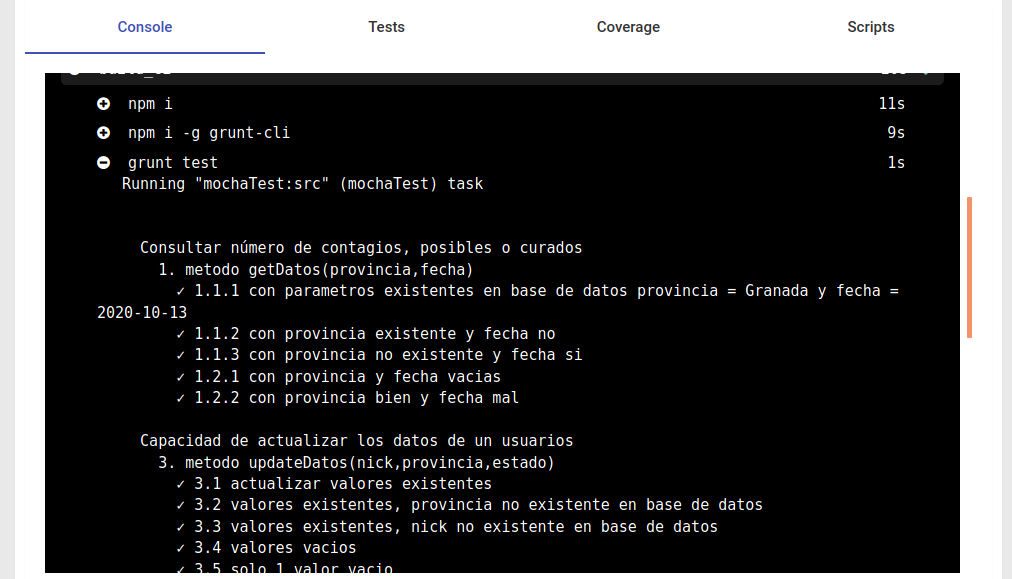 Console Tests Coverage Scripts
npm i 11s
npm i -g grunt-cli 9s
grunt test 1s
Running "mochaTest:src" (mochaTest) task
Consultar número de contagios, posibles o curados
1. metodo getDatos(provincia,fecha)
✓ 1.1.1 con parametros existentes en base de datos provincia = Granada y fecha =
2020-10-13
✓ 1.1.2 con provincia existente y fecha no
✓ 1.1.3 con provincia no existente y fecha si
✓ 1.2.1 con provincia y fecha vacias
✓ 1.2.2 con provincia bien y fecha mal
Capacidad de actualizar los datos de un usuarios
3. metodo updateDatos(nick,provincia,estado)
✓ 3.1 actualizar valores existentes
✓ 3.2 valores existentes, provincia no existente en base de datos
✓ 3.3 valores existentes, nick no existente en base de datos
✓ 3.4 valores vacios
✓ 3.5 solo 1 valor vacio